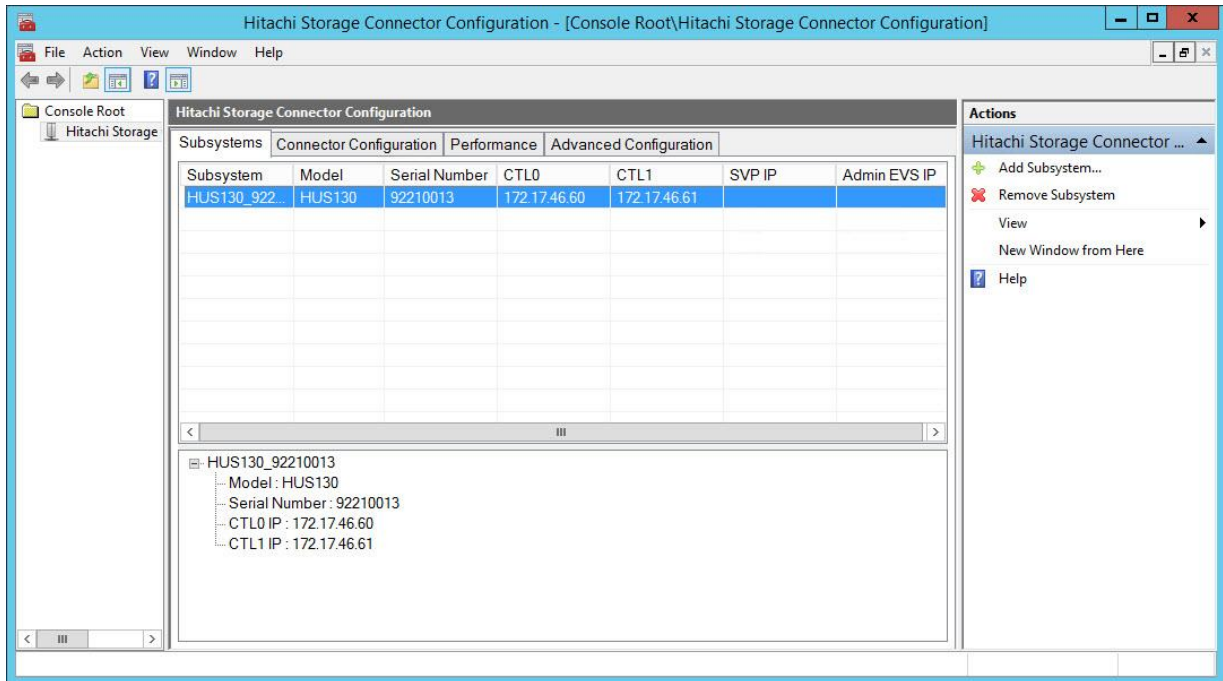 Hitachi Storage Connector Configuration - [Console Root\Hitachi Storage Connector Configuration]
File Action View Window Help
Console Root
Hitachi Storage
Hitachi Storage Connector Configuration
Subsystems Connector Configuration Performance Advanced Configuration
Subsystem Model Serial Number CTL0 CTL1 SVP IP Admin EVS IP
HUS130_922... HUS130 92210013 172.17.46.60 172.17.46.61
HUS130_92210013
Model : HUS130
Serial Number : 92210013
CTL0 IP : 172.17.46.60
CTL1 IP : 172.17.46.61
Actions
Hitachi Storage Connector ...
Add Subsystem...
Remove Subsystem
View
New Window from Here
Help